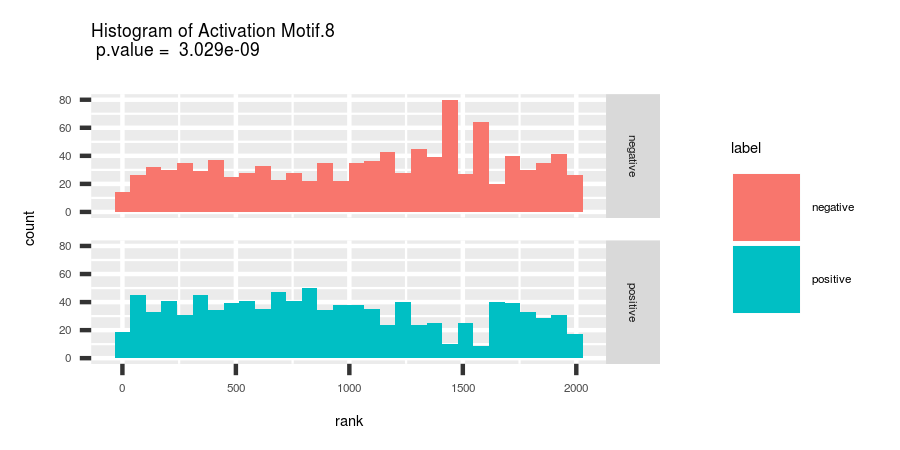 Histogram of Activation Motif.8
p.value = 3.029e-09
80
60
40
20
0
negative
80
60
40
20
0
positive
0 500 1000 1500 2000
rank
count
label
negative
positive